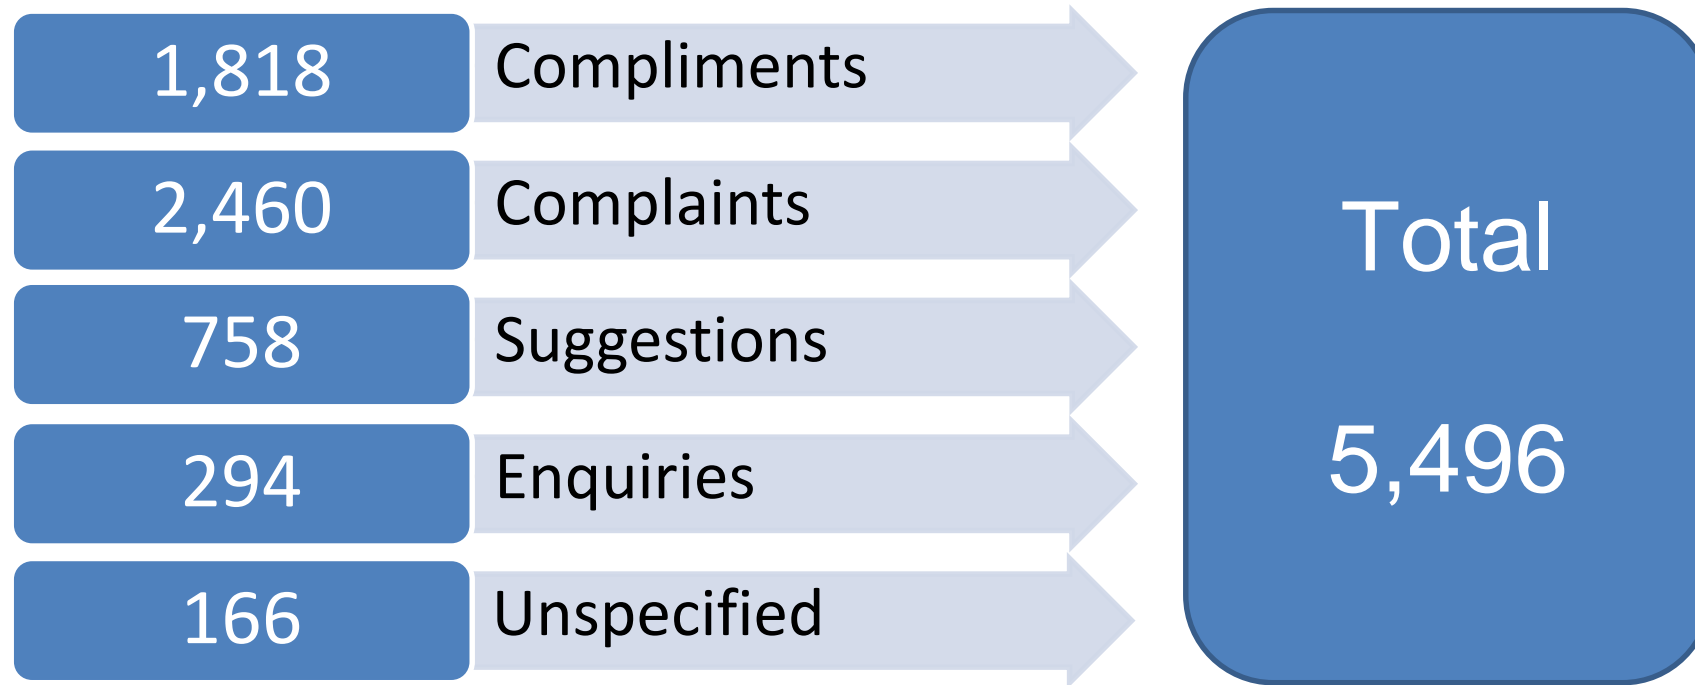 1,818 Compliments
2,460 Complaints
758 Suggestions
294 Enquiries
166 Unspecified
Total
5,496